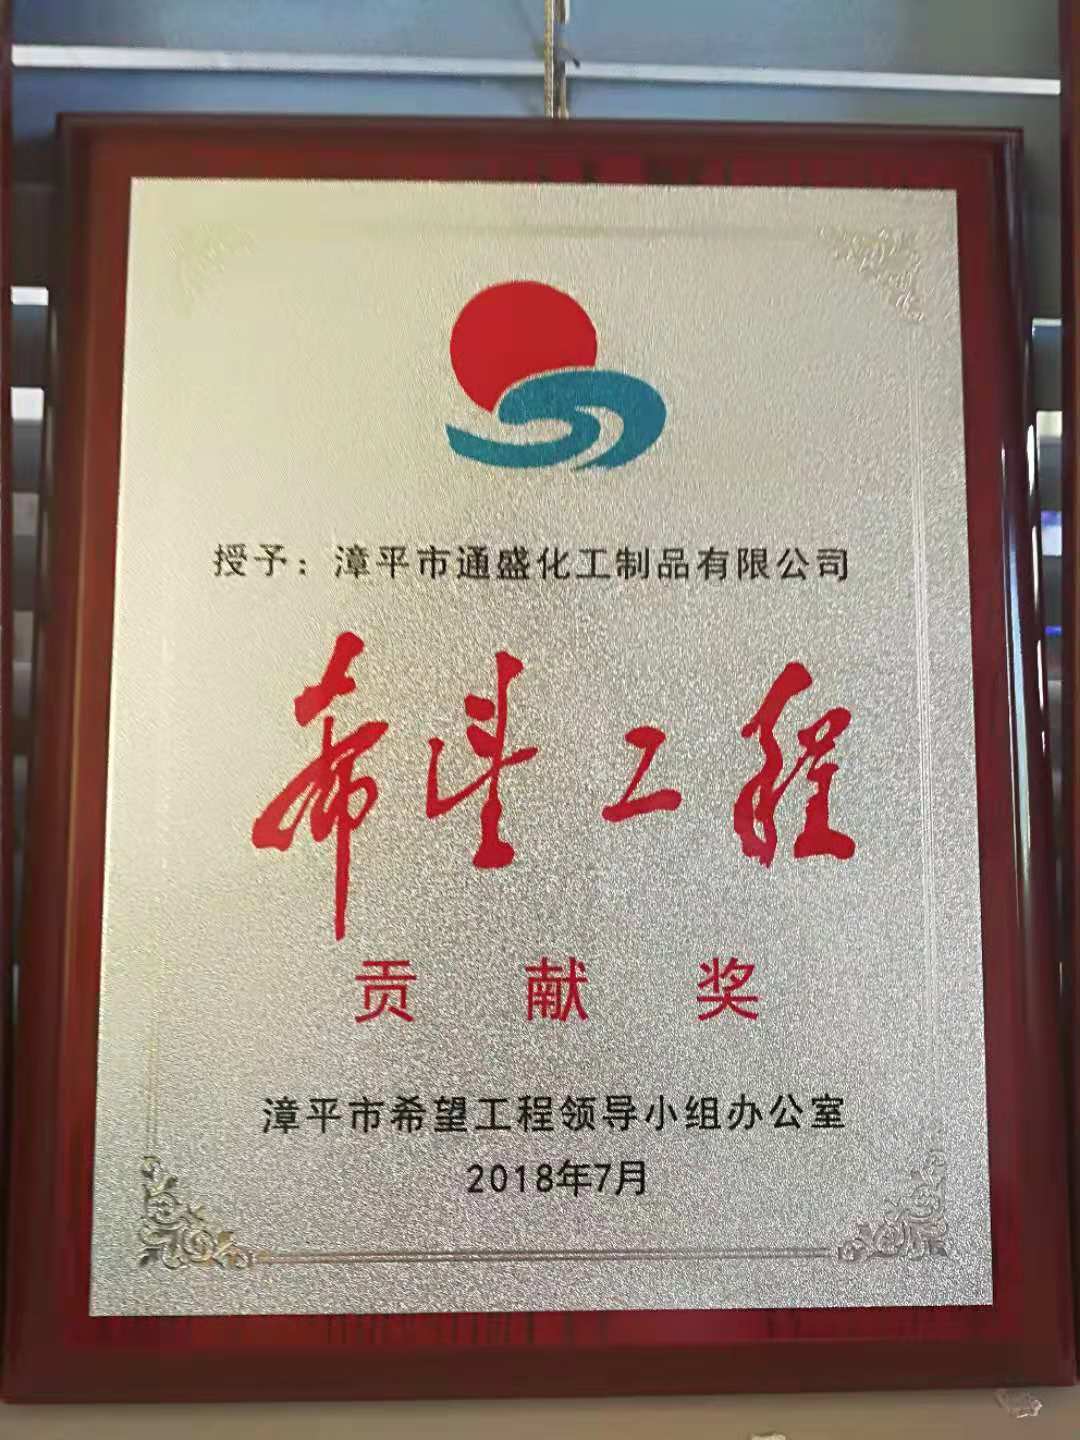 授予：漳平市通盛化工制品有限公司
希望工程
贡献奖
漳平市希望工程领导小组办公室
2018年7月